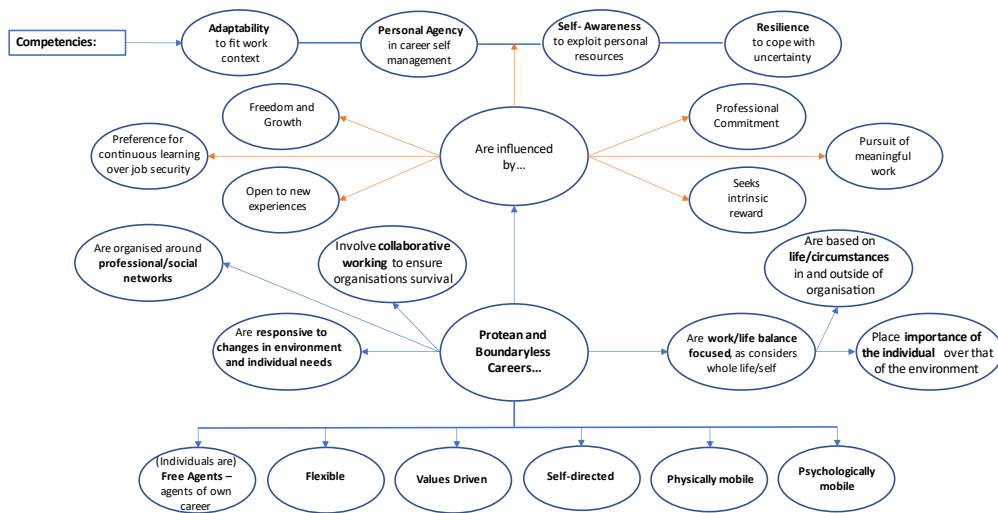 Competencies:
Adaptability
to fit work
context
Personal Agency
in career self
management
Self- Awareness
to exploit personal
resources
Resilience
to cope with
uncertainty
Freedom and
Growth
Professional
Commitment
Preference for
continuous learning
over job security
Are influenced
by...
Pursuit of
meaningful
work
Open to new
experiences
Seeks
intrinsic
reward
Are organised around
professional/social
networks
Involve collaborative
working to ensure
organisations survival
Are based on
life/circumstances
in and outside of
organisation
Are responsive to
changes in environment
and individual needs
Protean and
Boundaryless
Careers...
Are work/life balance
focused, as considers
whole life/self
Place importance of
the individual over that
of the environment
(Individuals are)
Free Agents –
agents of own
career
Flexible
Values Driven
Self-directed
Physically mobile
Psychologically
mobile